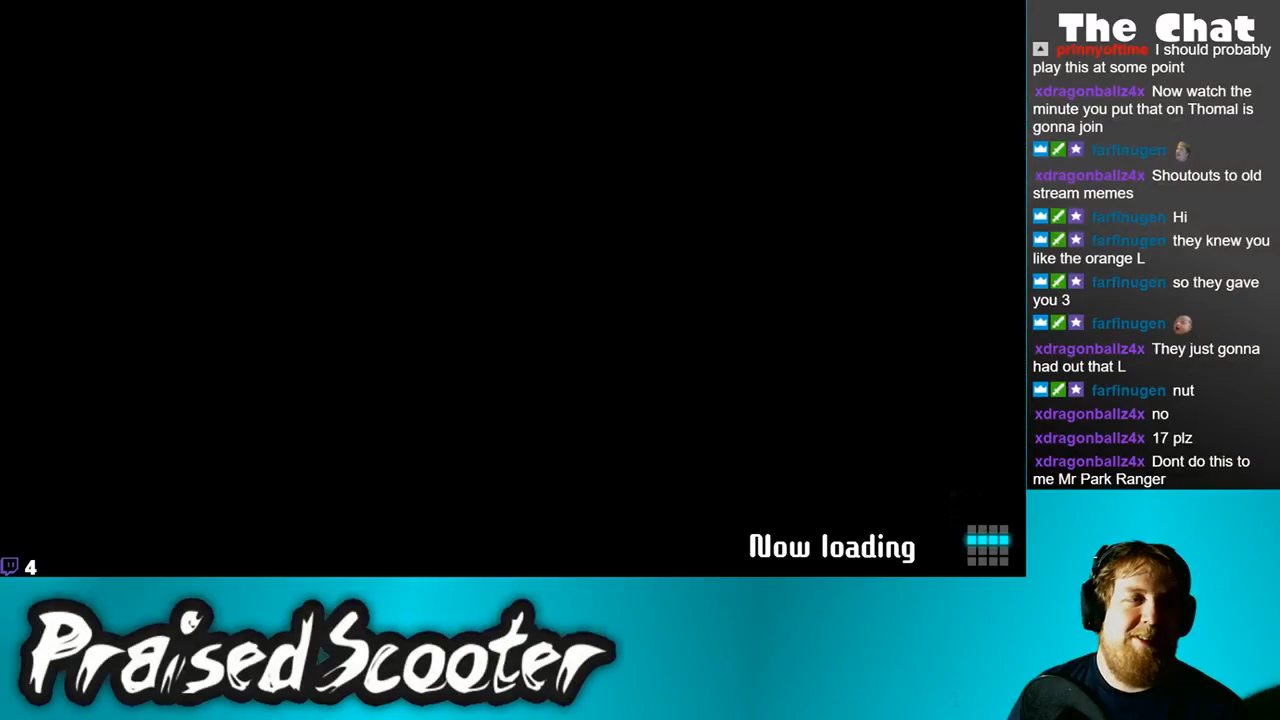 The Chat
prinnyoftime I should probably
play this at some point
xdragonballz4x Now watch the
minute you put that on Thomal is
gonna join
farfinugen
xdragonballz4x Shoutouts to old
stream memes
farfinugen Hi
farfinugen they knew you
like the orange L
farfinugen so they gave
you 3
farfinugen
xdragonballz4x They just gonna
had out that L
farfinugen nut
xdragonballz4x no
xdragonballz4x 17 plz
xdragonballz4x Dont do this to
me Mr Park Ranger
Now loading
4
PraisedScooter